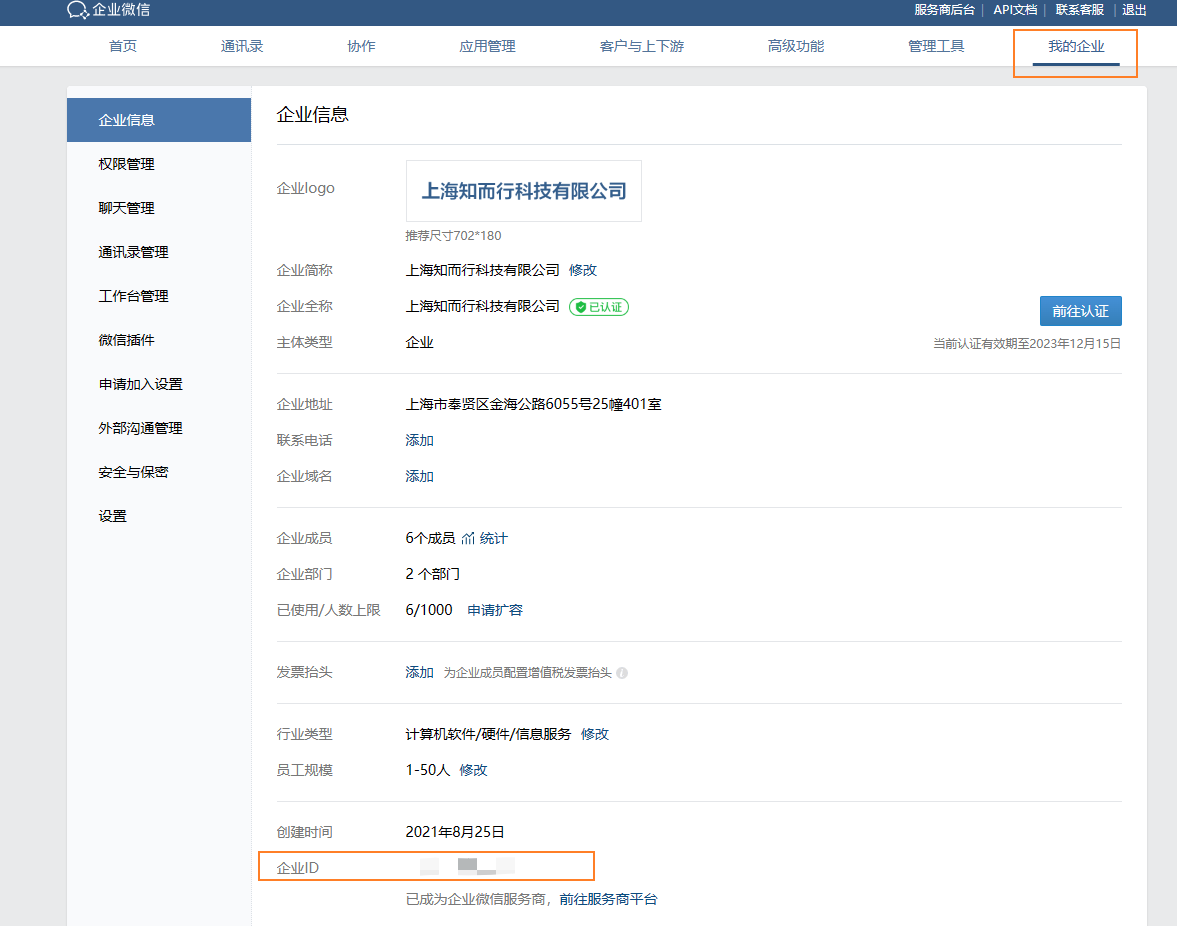 企业微信
服务商后台 | API文档 | 联系客服 | 退出
首页 通讯录 协作 应用管理 客户与上下游 高级功能 管理工具 我的企业
企业信息
权限管理
聊天管理
通讯录管理
工作台管理
微信插件
申请加入设置
外部沟通管理
安全与保密
设置
企业信息
企业logo 上海知而行科技有限公司
推荐尺寸702*180
企业简称 上海知而行科技有限公司 修改
企业全称 上海知而行科技有限公司 已认证 前往认证
主体类型 企业 当前认证有效期至2023年12月15日
企业地址 上海市奉贤区金海公路6055号25幢401室
联系电话 添加
企业域名 添加
企业成员 6个成员 统计
企业部门 2 个部门
已使用/人数上限 6/1000 申请扩容
发票抬头 添加 为企业成员配置增值税发票抬头
行业类型 计算机软件/硬件/信息服务 修改
员工规模 1-50人 修改
创建时间 2021年8月25日
企业ID
已成为企业微信服务商，前往服务商平台